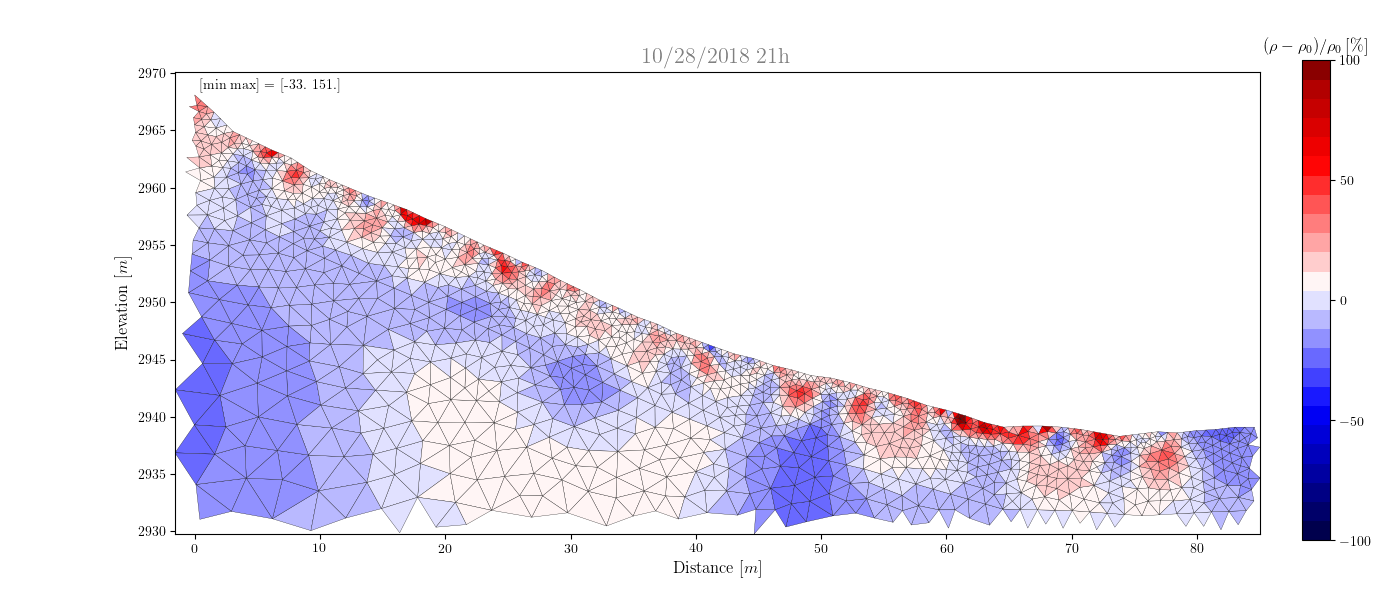 10/28/2018 21h
(ρ − ρ₀)/ρ₀ [%]
[min max] = [-33. 151.]
2970
2965
2960
2955
2950
2945
2940
2935
2930
Elevation [m]
0 10 20 30 40 50 60 70 80
Distance [m]
100
50
0
−50
−100